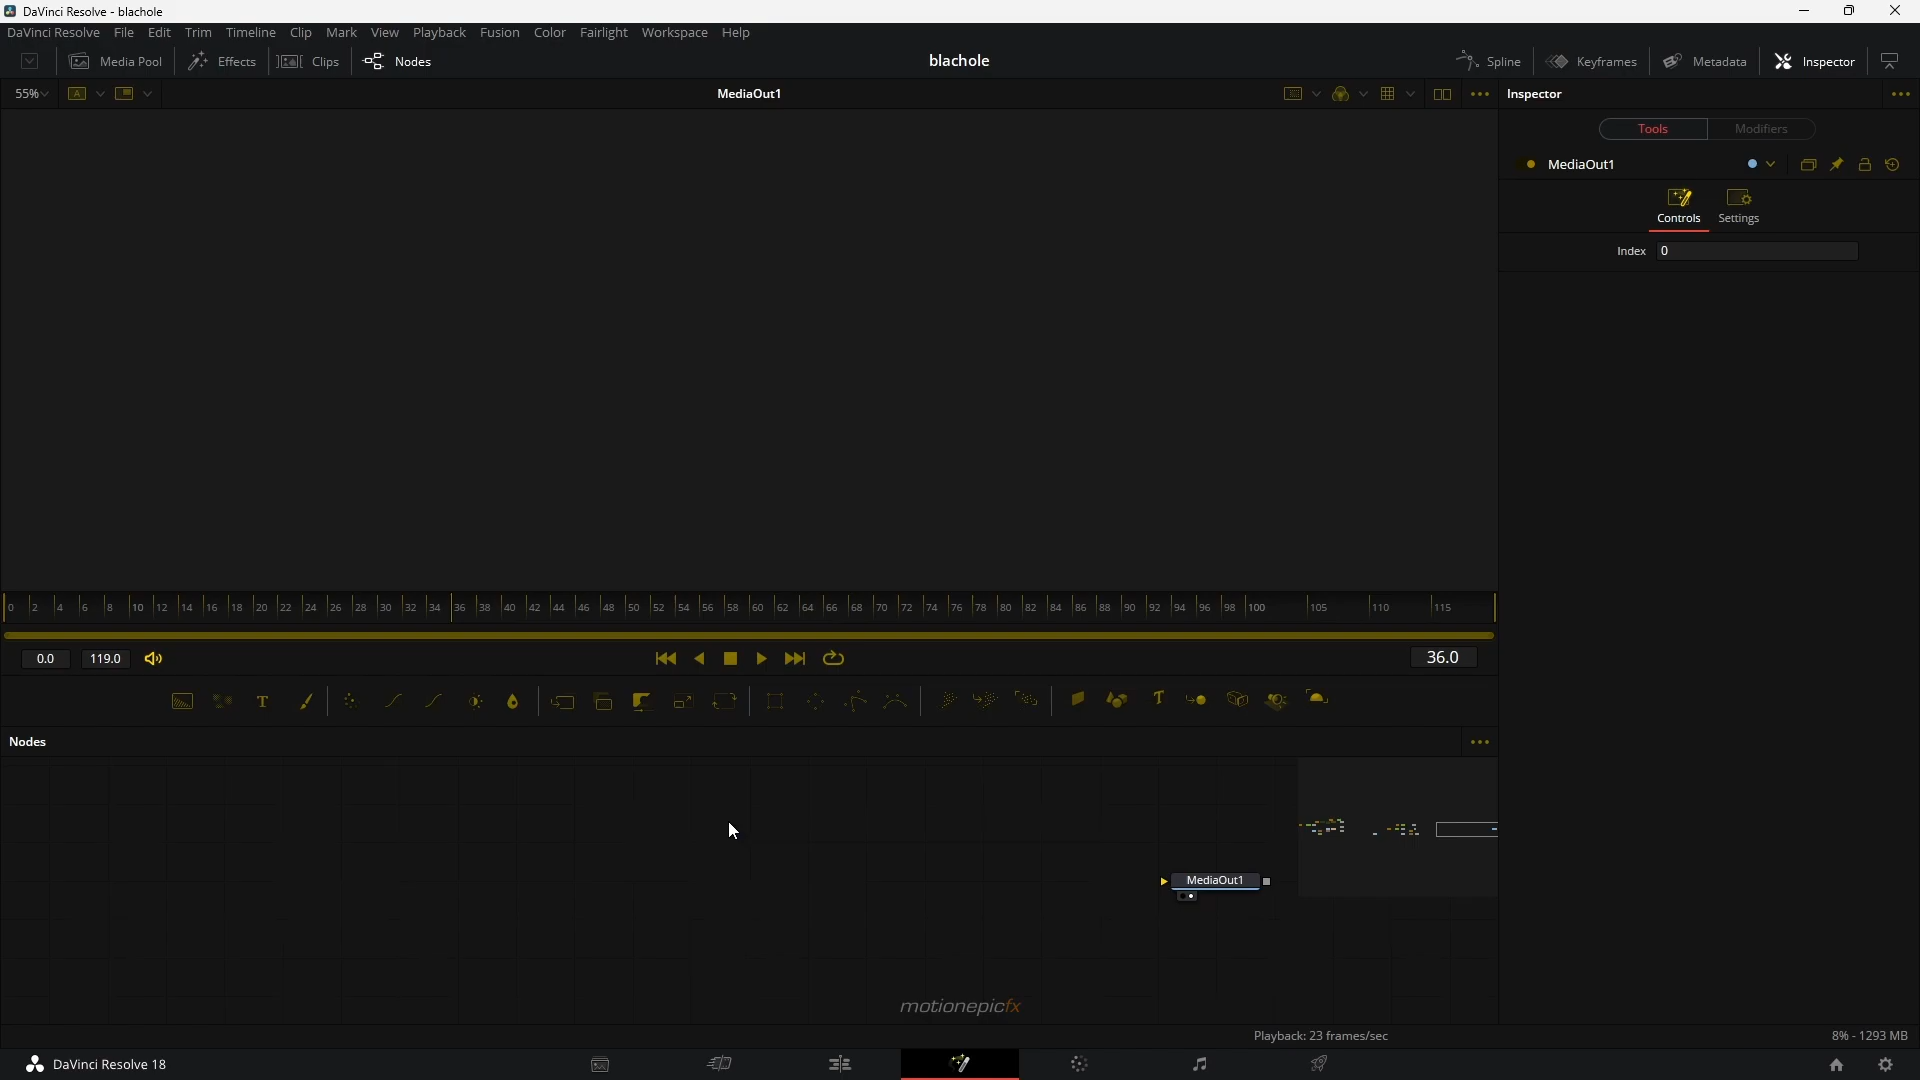 DaVinci Resolve - blachole
DaVinci Resolve File Edit Trim Timeline Clip Mark View Playback Fusion Color Fairlight Workspace Help
Media Pool Effects Clips Nodes blachole Spline Keyframes Metadata Inspector
55% A MediaOut1 Inspector
Tools Modifiers
MediaOut1
Controls Settings
Index 0
0 2 4 6 8 10 12 14 16 18 20 22 24 26 28 30 32 34 36 38 40 42 44 46 48 50 52 54 56 58 60 62 64 66 68 70 72 74 76 78 80 82 84 86 88 90 92 94 96 98 100 105 110 115
0.0 119.0 36.0
T T
Nodes
MediaOut1
motionepicfx
Playback: 23 frames/sec 8% - 1293 MB
DaVinci Resolve 18